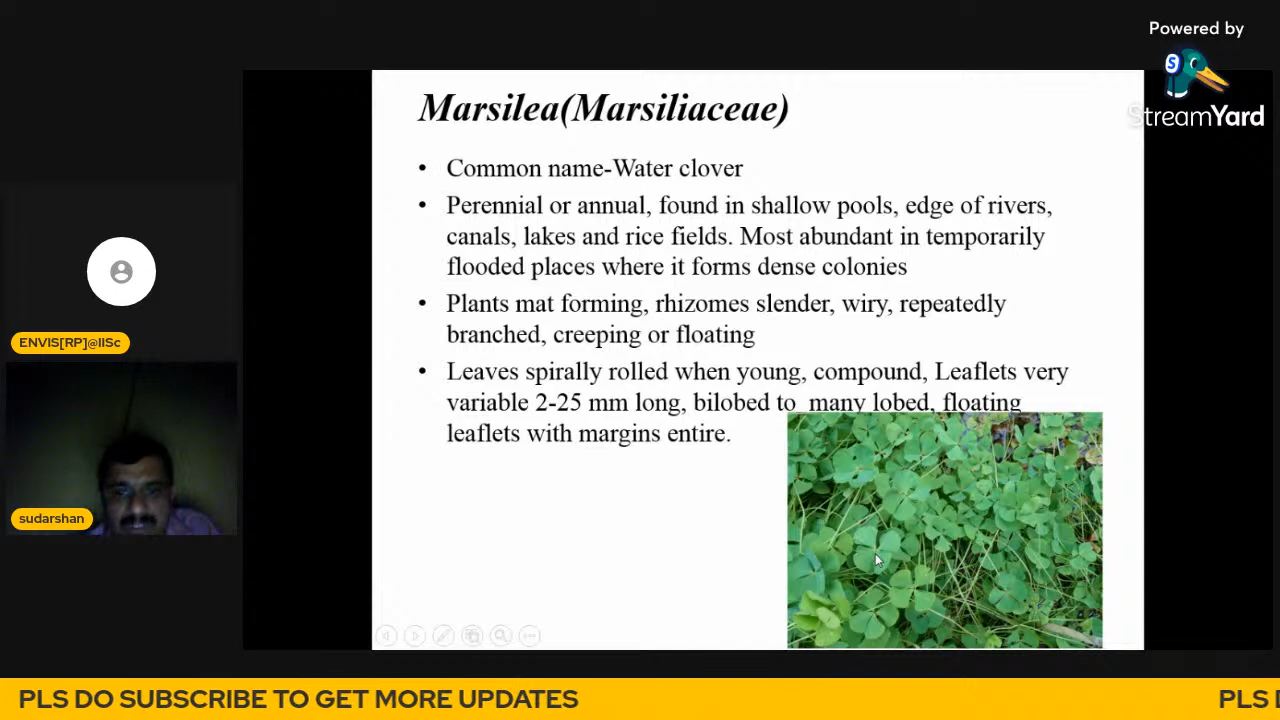 Powered by
StreamYard
Marsilea(Marsiliaceae)
• Common name-Water clover
• Perennial or annual, found in shallow pools, edge of rivers,
canals, lakes and rice fields. Most abundant in temporarily
flooded places where it forms dense colonies
• Plants mat forming, rhizomes slender, wiry, repeatedly
branched, creeping or floating
• Leaves spirally rolled when young, compound, Leaflets very
variable 2-25 mm long, bilobed to many lobed, floating
leaflets with margins entire.
ENVIS[RP]@IISc
sudarshan
PLS DO SUBSCRIBE TO GET MORE UPDATES
PLS D